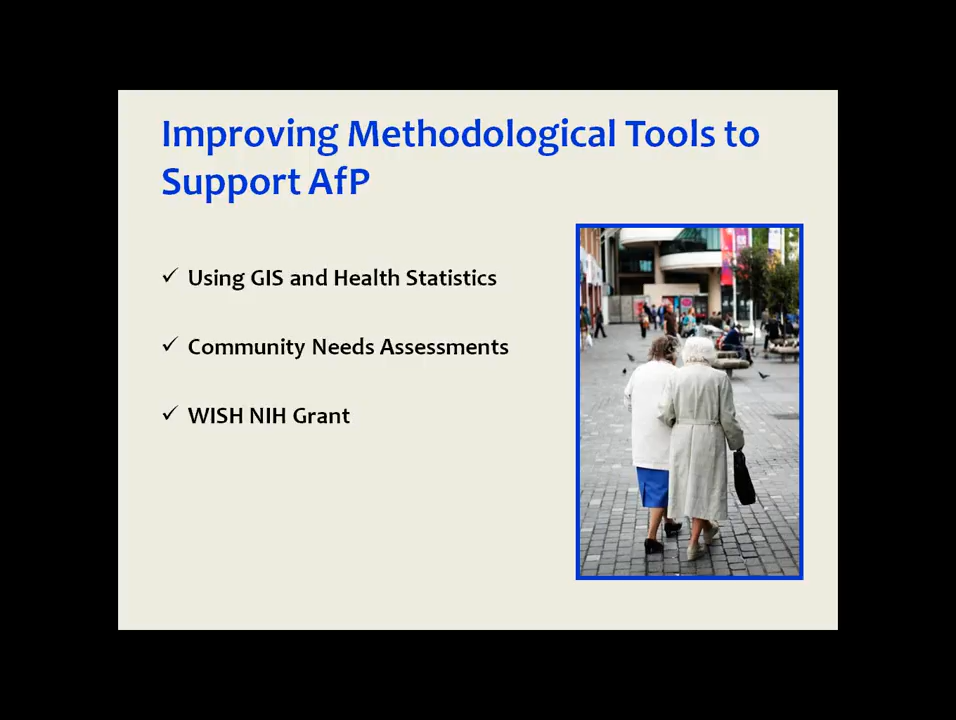 Improving Methodological Tools to
Support AfP
✓ Using GIS and Health Statistics
✓ Community Needs Assessments
✓ WISH NIH Grant